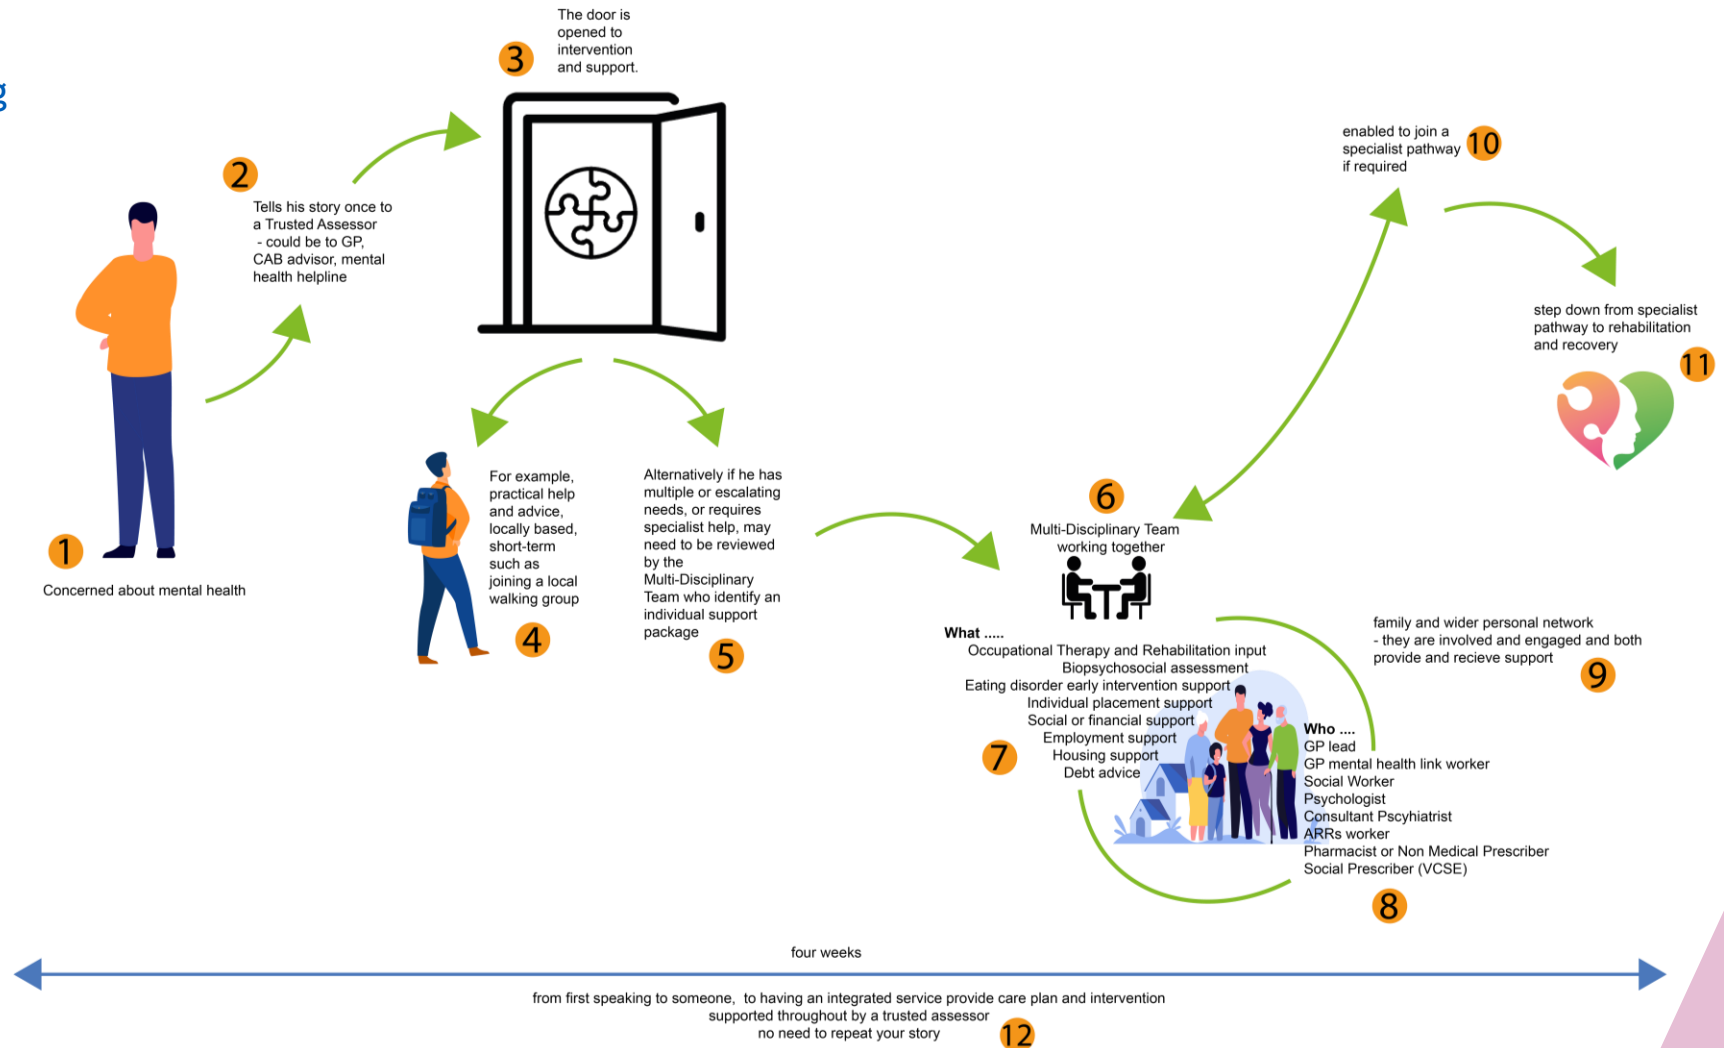 g
1
Concerned about mental health
2
Tells his story once to
a Trusted Assessor
- could be to GP,
CAB advisor, mental
health helpline
3
The door is
opened to
intervention
and support.
For example,
practical help
and advice,
locally based,
short-term
such as
joining a local
walking group
4
Alternatively if he has
multiple or escalating
needs, or requires
specialist help, may
need to be reviewed
by the
Multi-Disciplinary
Team who identify an
individual support
package
5
6
Multi-Disciplinary Team
working together
What .....
Occupational Therapy and Rehabilitation input
Biopsychosocial assessment
Eating disorder early intervention support
Individual placement support
Social or financial support
Employment support
Housing support
Debt advice
7
Who ....
GP lead
GP mental health link worker
Social Worker
Psychologist
Consultant Pscyhiatrist
ARRs worker
Pharmacist or Non Medical Prescriber
Social Prescriber (VCSE)
8
family and wider personal network
- they are involved and engaged and both
provide and recieve support
9
enabled to join a
specialist pathway
if required
10
step down from specialist
pathway to rehabilitation
and recovery
11
four weeks
from first speaking to someone, to having an integrated service provide care plan and intervention
supported throughout by a trusted assessor
no need to repeat your story
12